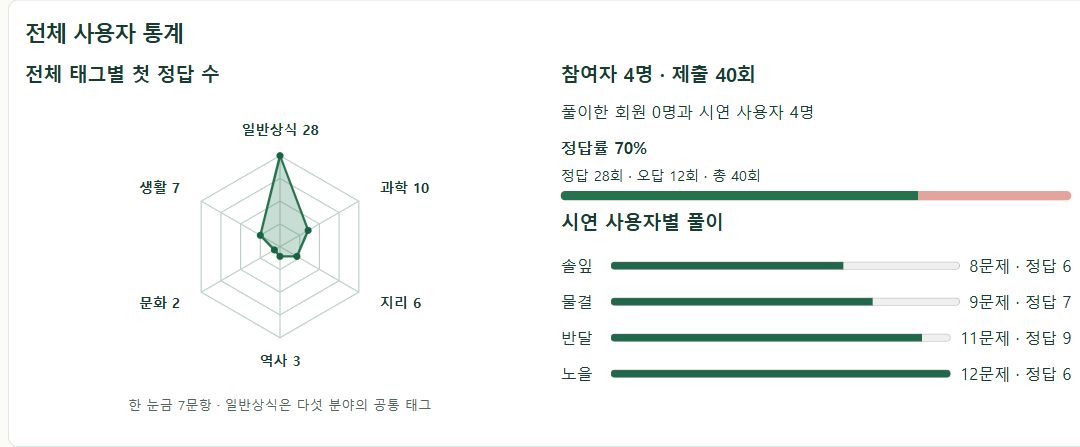 전체 사용자 통계
전체 태그별 첫 정답 수
일반상식 28
생활 7
과학 10
문화 2
지리 6
역사 3
한 눈금 7문항 · 일반상식은 다섯 분야의 공통 태그
참여자 4명 · 제출 40회
풀이한 회원 0명과 시연 사용자 4명
정답률 70%
정답 28회 · 오답 12회 · 총 40회
시연 사용자별 풀이
솔잎 8문제 · 정답 6
물결 9문제 · 정답 7
반달 11문제 · 정답 9
노을 12문제 · 정답 6